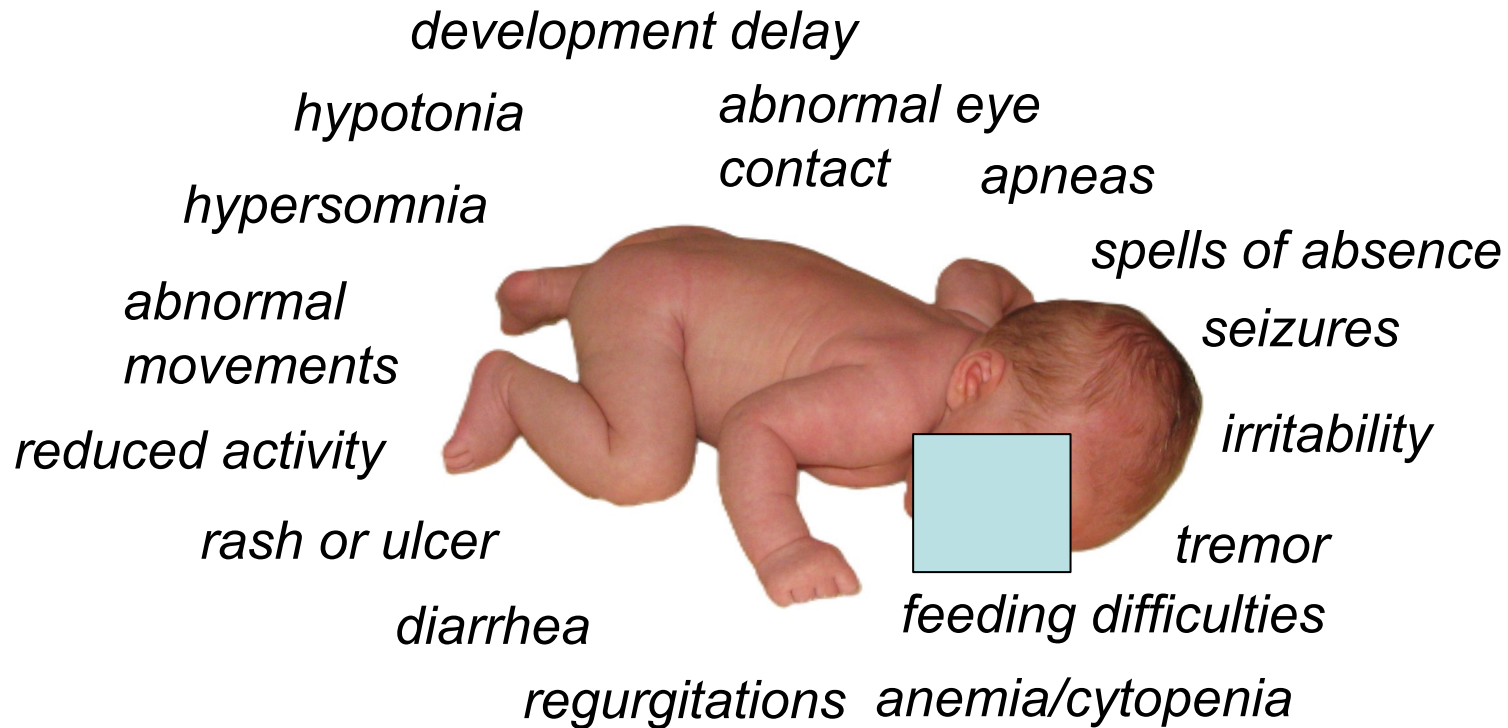 development delay
hypotonia
abnormal eye
contact
apneas
hypersomnia
spells of absence
abnormal
movements
seizures
reduced activity
irritability
rash or ulcer
tremor
diarrhea
feeding difficulties
regurgitations
anemia/cytopenia